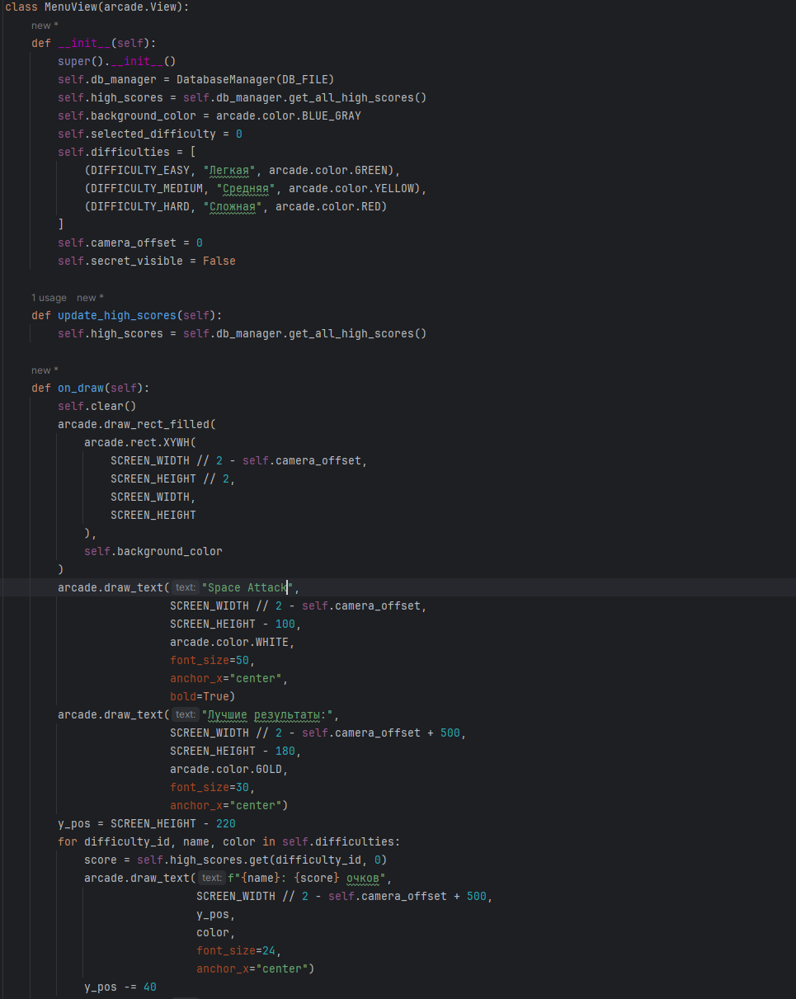 class MenuView(arcade.View):
new *
def __init__(self):
super().__init__()
self.db_manager = DatabaseManager(DB_FILE)
self.high_scores = self.db_manager.get_all_high_scores()
self.background_color = arcade.color.BLUE_GRAY
self.selected_difficulty = 0
self.difficulties = [
(DIFFICULTY_EASY, "Легкая", arcade.color.GREEN),
(DIFFICULTY_MEDIUM, "Средняя", arcade.color.YELLOW),
(DIFFICULTY_HARD, "Сложная", arcade.color.RED)
]
self.camera_offset = 0
self.secret_visible = False
1 usage new *
def update_high_scores(self):
self.high_scores = self.db_manager.get_all_high_scores()
new *
def on_draw(self):
self.clear()
arcade.draw_rect_filled(
arcade.rect.XYWH(
SCREEN_WIDTH // 2 - self.camera_offset,
SCREEN_HEIGHT // 2,
SCREEN_WIDTH,
SCREEN_HEIGHT
),
self.background_color
)
arcade.draw_text( text: "Space Attack",
SCREEN_WIDTH // 2 - self.camera_offset,
SCREEN_HEIGHT - 100,
arcade.color.WHITE,
font_size=50,
anchor_x="center",
bold=True)
arcade.draw_text( text: "Лучшие результаты:",
SCREEN_WIDTH // 2 - self.camera_offset + 500,
SCREEN_HEIGHT - 180,
arcade.color.GOLD,
font_size=30,
anchor_x="center")
y_pos = SCREEN_HEIGHT - 220
for difficulty_id, name, color in self.difficulties:
score = self.high_scores.get(difficulty_id, 0)
arcade.draw_text( text: f"{name}: {score} очков",
SCREEN_WIDTH // 2 - self.camera_offset + 500,
y_pos,
color,
font_size=24,
anchor_x="center")
y_pos -= 40